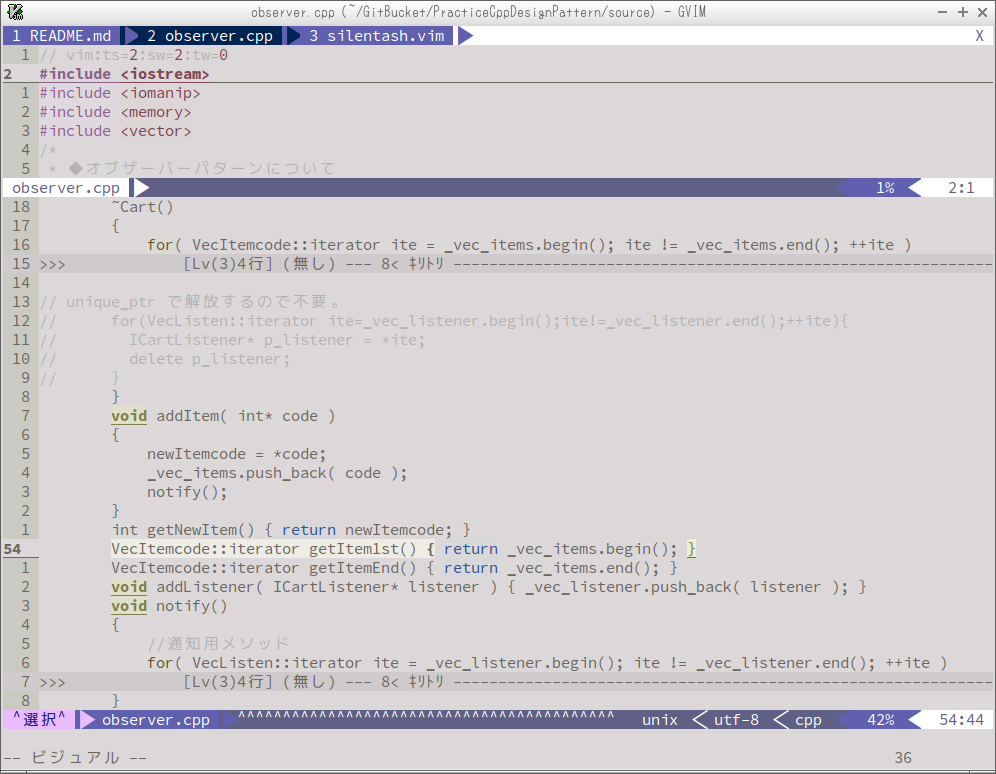 observer.cpp (~/GitBucket/PracticeCppDesignPattern/source) - GVIM
1 README.md 2 observer.cpp 3 silentash.vim X
1 // vim:ts=2:sw=2:tw=0
2 #include <iostream>
1 #include <iomanip>
2 #include <memory>
3 #include <vector>
4 /*
5  * ◆オブザーバーパターンについて
observer.cpp 1% 2:1
18         ~Cart()
17         {
16             for( VecItemcode::iterator ite = _vec_items.begin(); ite != _vec_items.end(); ++ite )
15 >>>             [Lv(3)4行] (無し) --- 8< ｷﾘﾄﾘ ------------------------------------------------------------
14
13 // unique_ptr で解放するので不要。
12 //      for(VecListen::iterator ite=_vec_listener.begin();ite!=_vec_listener.end();++ite){
11 //        ICartListener* p_listener = *ite;
10 //        delete p_listener;
9 //      }
8         }
7         void addItem( int* code )
6         {
5             newItemcode = *code;
4             _vec_items.push_back( code );
3             notify();
2         }
1         int getNewItem() { return newItemcode; }
54         VecItemcode::iterator getItem1st() { return _vec_items.begin(); }
1         VecItemcode::iterator getItemEnd() { return _vec_items.end(); }
2         void addListener( ICartListener* listener ) { _vec_listener.push_back( listener ); }
3         void notify()
4         {
5             //通知用メソッド
6             for( VecListen::iterator ite = _vec_listener.begin(); ite != _vec_listener.end(); ++ite )
7 >>>             [Lv(3)4行] (無し) --- 8< ｷﾘﾄﾘ ------------------------------------------------------------
8         }
^選択^ observer.cpp ^^^^^^^^^^^^^^^^^^^^^^^^^^^^^^^^^^^^^^^^^^ unix utf-8 cpp 42% 54:44
-- ビジュアル -- 36